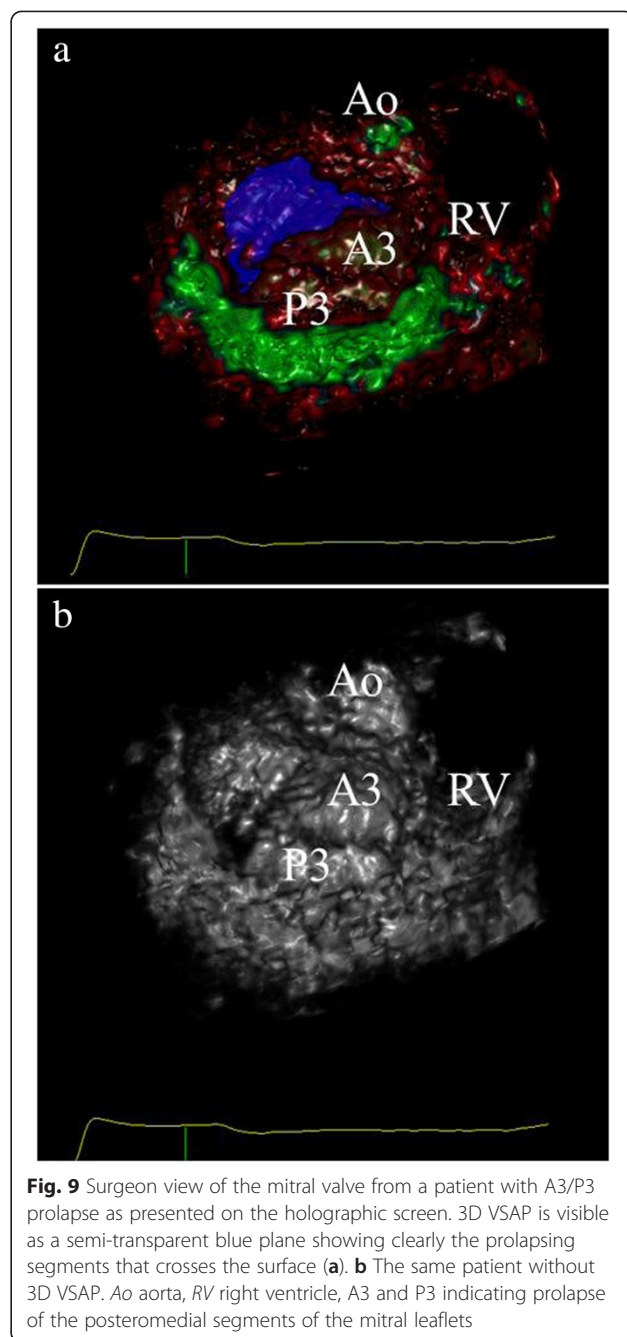 a
Ao
RV
A3
P3
b
Ao
A3
RV
P3
Fig. 9 Surgeon view of the mitral valve from a patient with A3/P3
prolapse as presented on the holographic screen. 3D VSAP is visible
as a semi-transparent blue plane showing clearly the prolapsing
segments that crosses the surface (a). b The same patient without
3D VSAP. Ao aorta, RV right ventricle, A3 and P3 indicating prolapse
of the posteromedial segments of the mitral leaflets